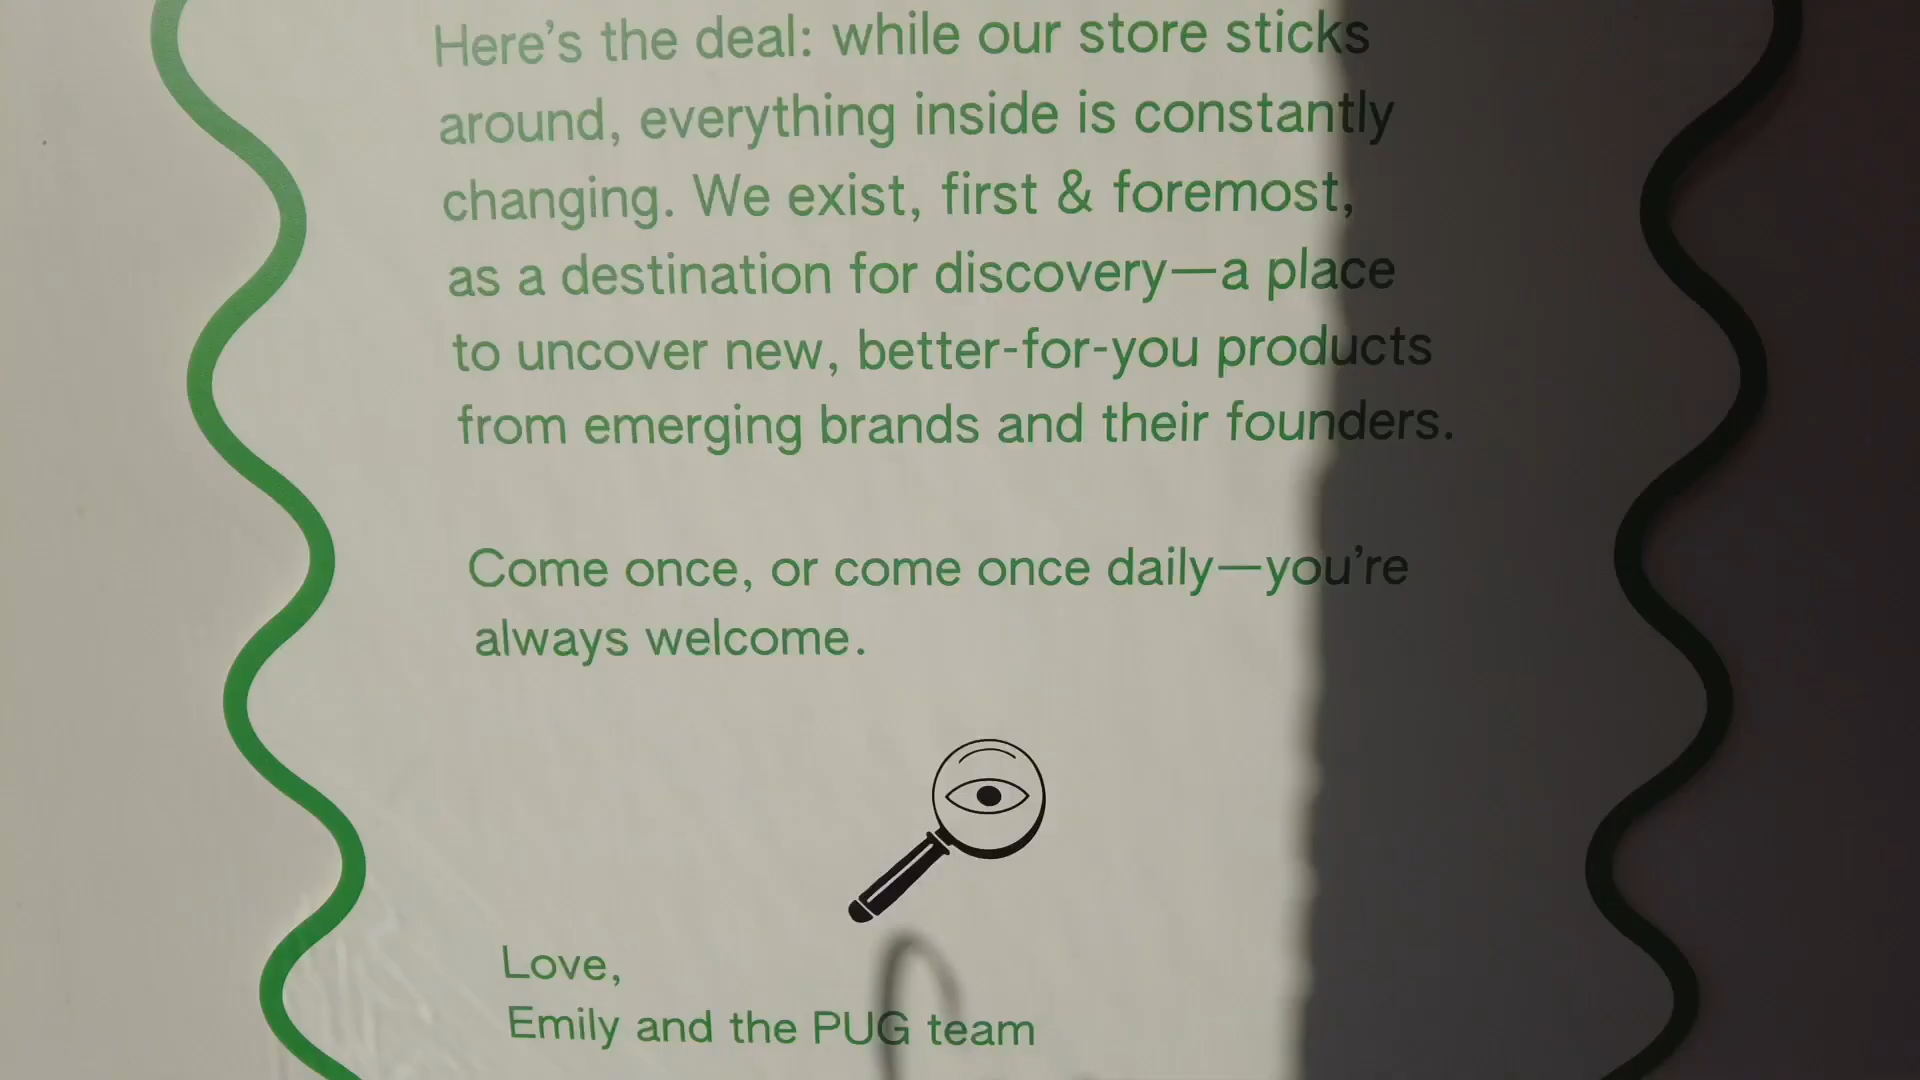 Here's the deal: while our store sticks
around, everything inside is constantly
changing. We exist, first & foremost,
as a destination for discovery—a place
to uncover new, better-for-you products
from emerging brands and their founders.
Come once, or come once daily—you're
always welcome.
Love,
Emily and the PUG team